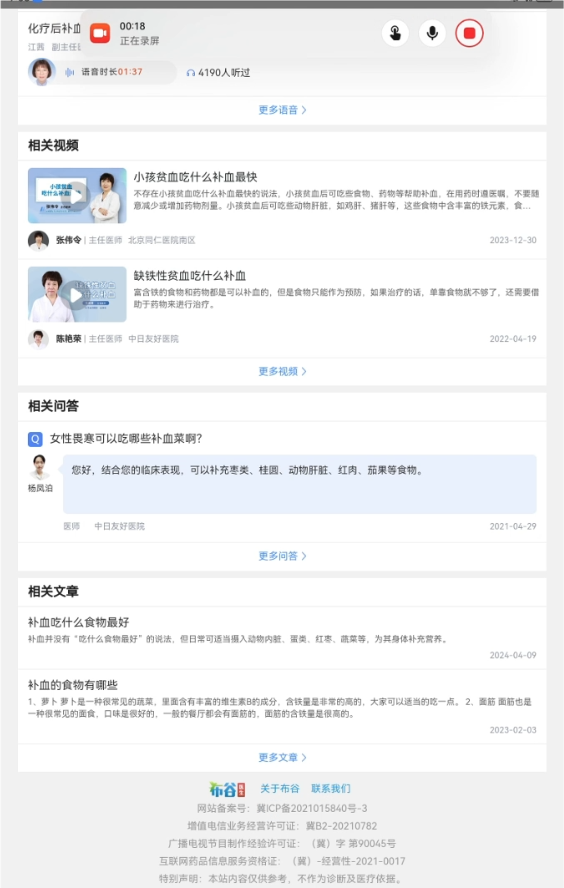 化疗后补血
00:18
正在录屏
江茜 副主任
语音时长01:37
4190人听过
更多语音 〉
相关视频
小孩贫血吃什么补血最快
不存在小孩贫血吃什么补血最快的说法，小孩贫血后可吃些食物、药物等帮助补血，在用药时遵医嘱，不要随
意减少或增加药物剂量。小孩贫血后可吃些动物肝脏，如鸡肝、猪肝等，这些食物中含丰富的铁元素，食...
张伟令 | 主任医师 北京同仁医院南区
2023-12-30
缺铁性贫血吃什么补血
富含铁的食物和药物都是可以补血的，但是食物只能作为预防，如果治疗的话，单靠食物就不够了，还需要借
助于药物来进行治疗。
陈艳荣 | 主任医师 中日友好医院
2022-04-19
更多视频 〉
相关问答
Q 女性畏寒可以吃哪些补血菜啊？
您好，结合您的临床表现，可以补充枣类、桂圆、动物肝脏、红肉、茄果等食物。
杨凤泊
医师 中日友好医院
2021-04-29
更多问答 〉
相关文章
补血吃什么食物最好
补血并没有“吃什么食物最好”的说法，但日常可适当摄入动物内脏、蛋类、红枣、蔬菜等，为其身体补充营养。
2024-04-09
补血的食物有哪些
1、萝卜 萝卜是一种很常见的蔬菜，里面含有丰富的维生素B的成分、含铁量是非常的高的，大家可以适当的吃一点。 2、面筋 面筋也是
一种很常见的面食，口味是很好的，一般的餐厅都会有面筋的，面筋的含铁量是很高的。
2023-02-03
更多文章 〉
布谷医生 关于布谷 联系我们
网站备案号：冀ICP备2021015840号-3
增值电信业务经营许可证：冀B2-20210782
广播电视节目制作经营许可证：（冀）字 第90045号
互联网药品信息服务资格证：（冀）-经营性-2021-0017
特别声明：本站内容仅供参考，不作为诊断及医疗依据。